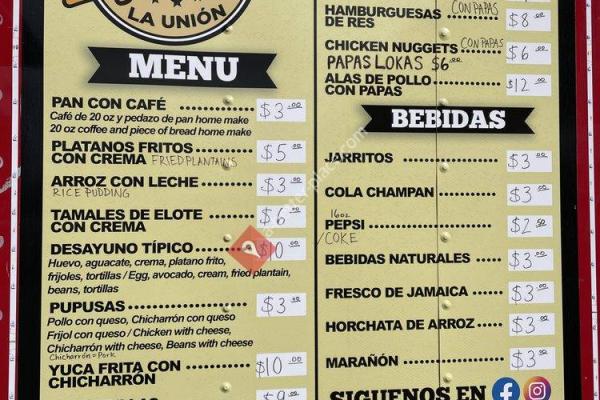 LA UNIÓN
MENU
PAN CON CAFÉ $3.00
Café de 20 oz y pedazo de pan home make
20 oz coffee and piece of bread home make
PLATANOS FRITOS
CON CREMA FRIED PLANTAINS $5.00
ARROZ CON LECHE $3.00
RICE PUDDING
TAMALES DE ELOTE
CON CREMA $6.00
DESAYUNO TÍPICO $10.00
Huevo, aguacate, crema, platano frito,
frijoles, tortillas / Egg, avocado, cream, fried plantain,
beans, tortillas
PUPUSAS $3.50
Pollo con queso, Chicharrón con queso
Frijol con queso / Chicken with cheese,
Chicharrón with cheese, Beans with cheese
Chicharrón = Pork
YUCA FRITA CON
CHICHARRÓN $10.00
HAMBURGUESAS CON PAPAS
DE RES $8.00
CHICKEN NUGGETS CON PAPAS $6.00
PAPAS LOKAS $6.00
ALAS DE POLLO
CON PAPAS $12.00
BEBIDAS
JARRITOS $3.00
COLA CHAMPAN $3.00
16oz
PEPSI $2.50
/COKE
BEBIDAS NATURALES $3.00
FRESCO DE JAMAICA $3.00
HORCHATA DE ARROZ $3.00
MARAÑÓN $3.00
SIGUENOS EN